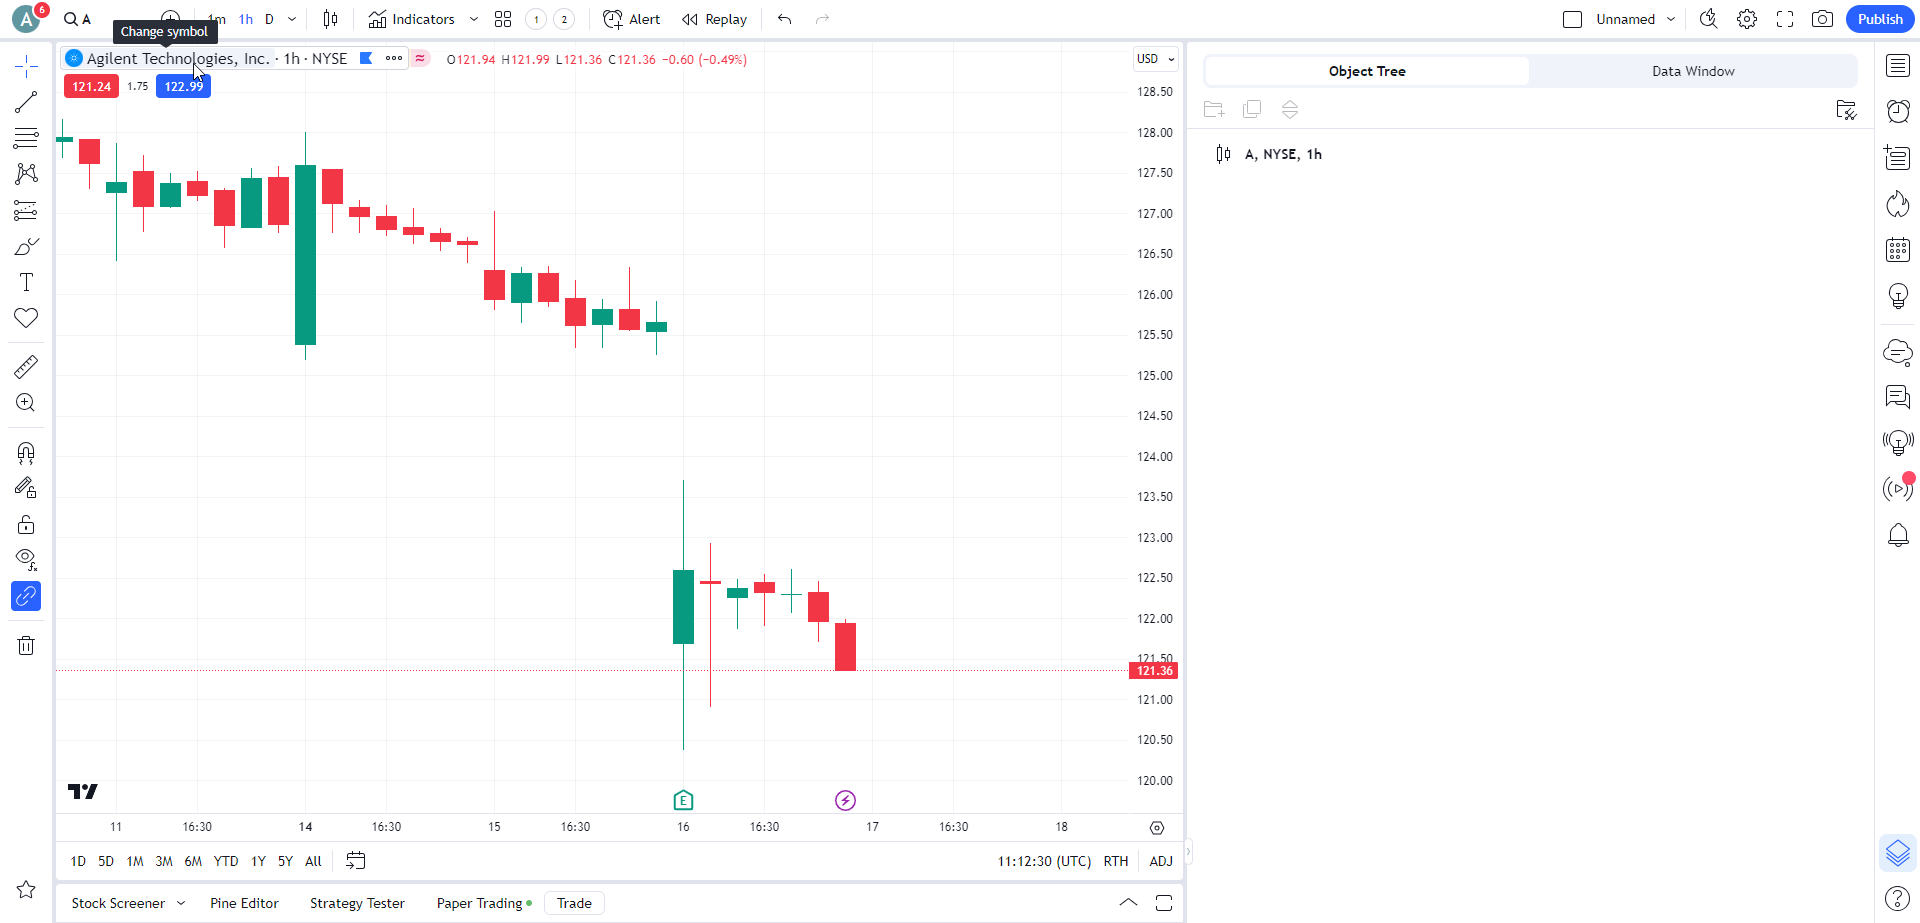 A 6 A 1m 1h D Indicators 1 2 Alert Replay Unnamed Publish
Change symbol
Agilent Technologies, Inc. · 1h · NYSE ≈ O121.94 H121.99 L121.36 C121.36 −0.60 (−0.49%) USD
121.24 1.75 122.99
Object Tree Data Window
A, NYSE, 1h
128.50
128.00
127.50
127.00
126.50
126.00
125.50
125.00
124.50
124.00
123.50
123.00
122.50
122.00
121.50
121.36
121.00
120.50
120.00
E
11 16:30 14 16:30 15 16:30 16 16:30 17 16:30 18
1D 5D 1M 3M 6M YTD 1Y 5Y All 11:12:30 (UTC) RTH ADJ
Stock Screener Pine Editor Strategy Tester Paper Trading Trade